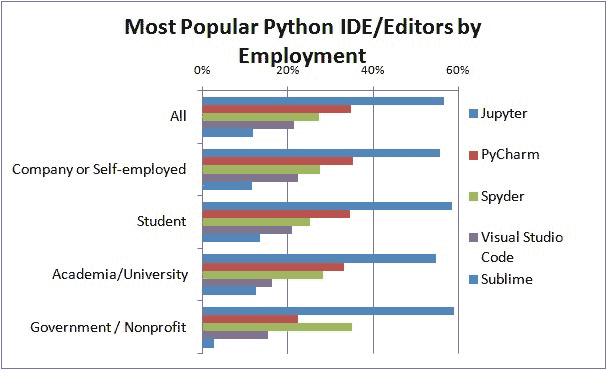 Most Popular Python IDE/Editors by
Employment
0% 20% 40% 60%
All
Company or Self-employed
Student
Academia/University
Government / Nonprofit
Jupyter
PyCharm
Spyder
Visual Studio
Code
Sublime